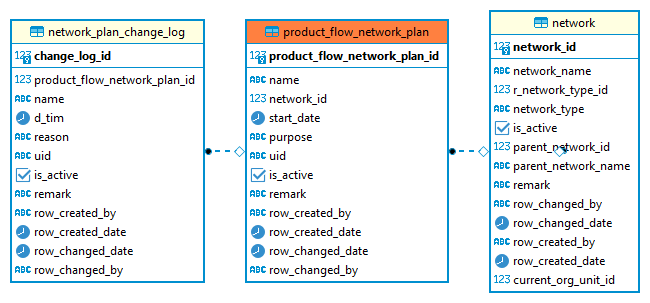 network_plan_change_log
123 change_log_id
123 product_flow_network_plan_id
ABC name
d_tim
ABC reason
ABC uid
is_active
ABC remark
ABC row_created_by
row_created_date
row_changed_date
ABC row_changed_by
product_flow_network_plan
123 product_flow_network_plan_id
ABC name
123 network_id
start_date
ABC purpose
ABC uid
is_active
ABC remark
ABC row_created_by
row_created_date
row_changed_date
ABC row_changed_by
network
123 network_id
ABC network_name
123 r_network_type_id
ABC network_type
is_active
123 parent_network_id
ABC parent_network_name
ABC remark
ABC row_changed_by
row_changed_date
ABC row_created_by
row_created_date
123 current_org_unit_id